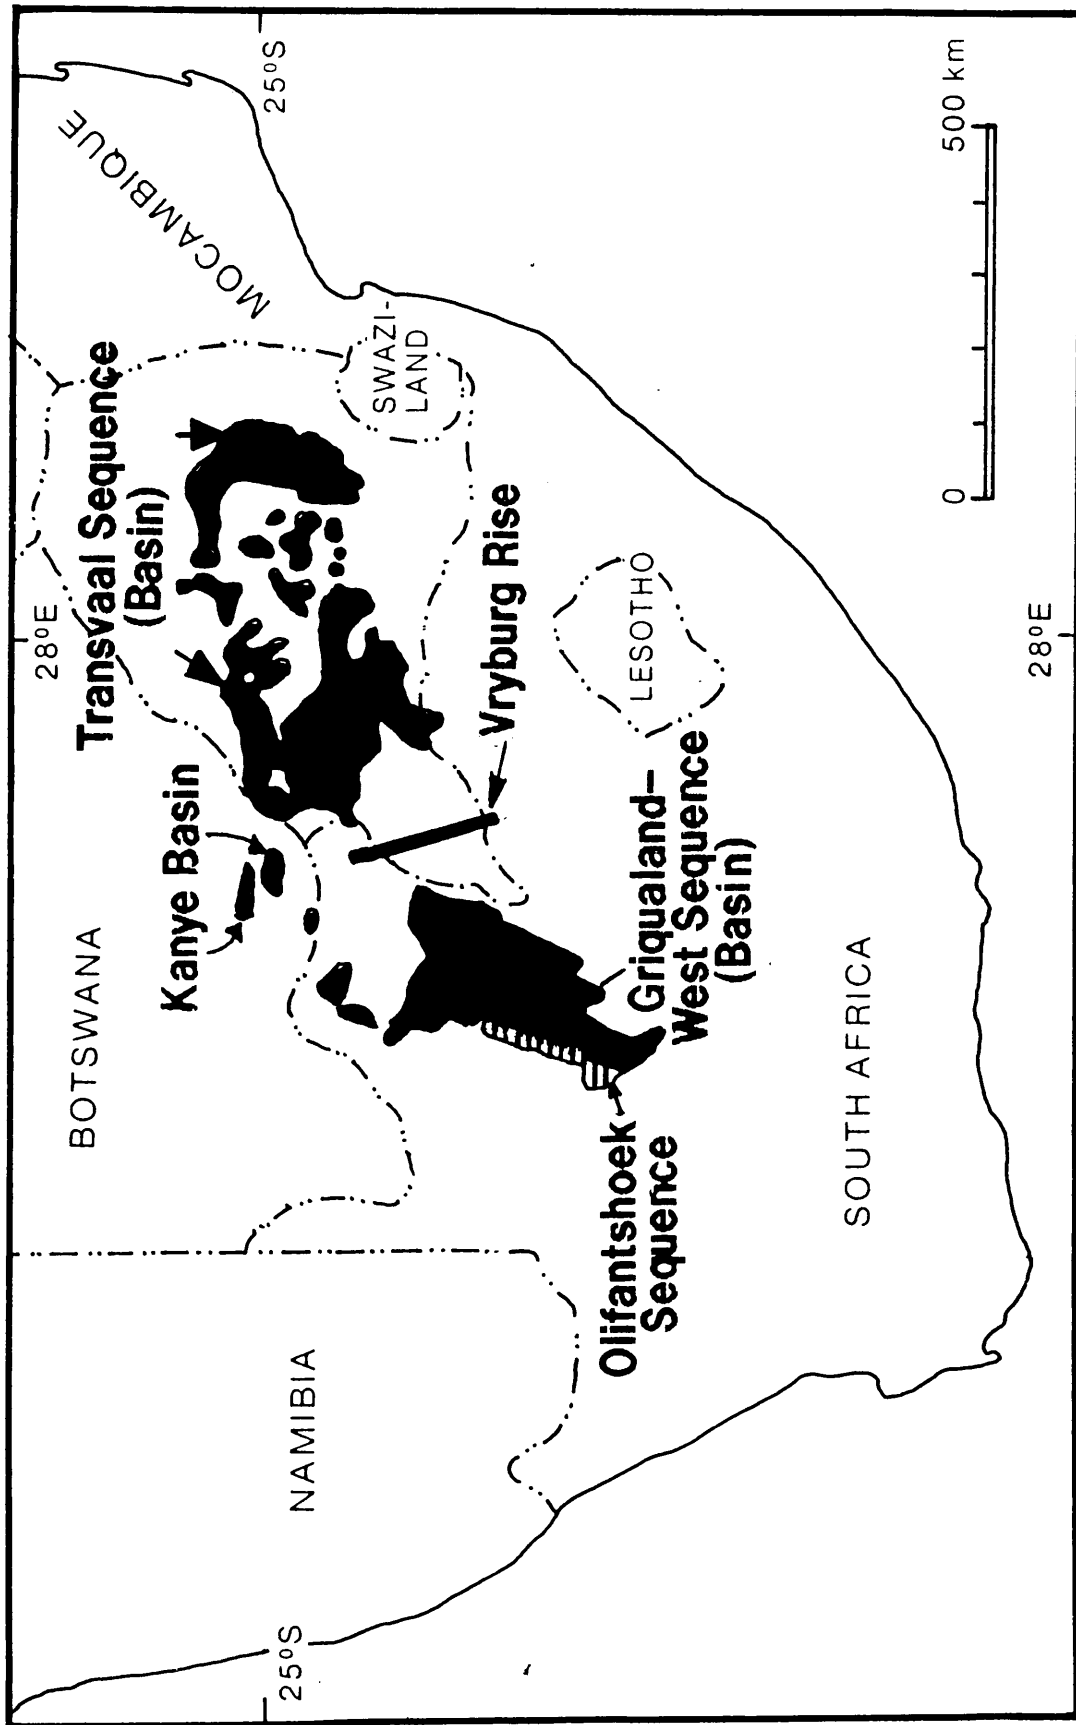 28°E
25°S
MOCAMBIQUE
Transvaal Sequence
(Basin)
BOTSWANA
Kanye Basin
SWAZI-
LAND
NAMIBIA
25°S
Vryburg Rise
LESOTHO
Olifantshoek
Sequence
Griqualand-
West Sequence
(Basin)
SOUTH AFRICA
0
500 km
28°E